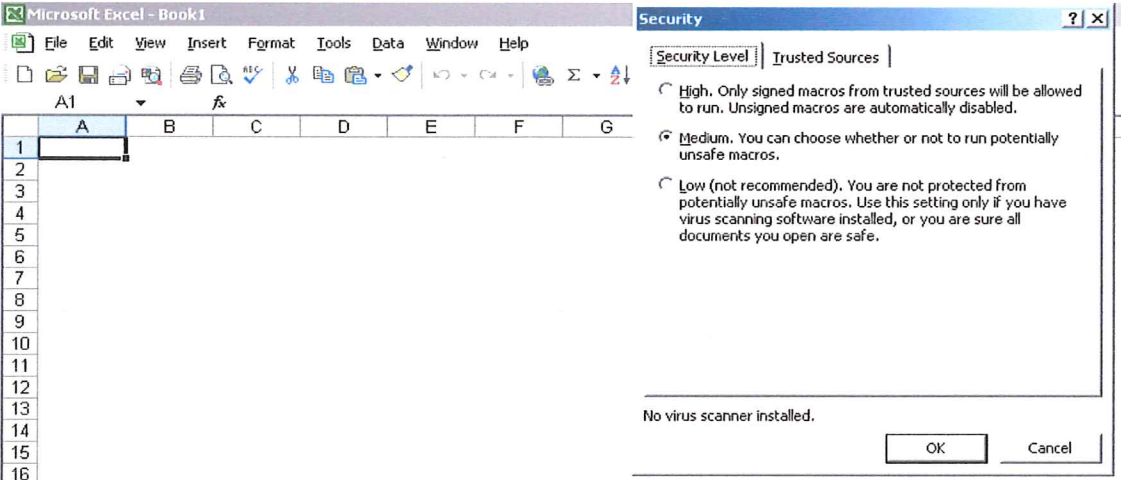 Microsoft Excel - Book1
File Edit View Insert Format Tools Data Window Help
A1 fx
A B C D E F G
1
2
3
4
5
6
7
8
9
10
11
12
13
14
15
16
Security
Security Level Trusted Sources
High. Only signed macros from trusted sources will be allowed
to run. Unsigned macros are automatically disabled.
Medium. You can choose whether or not to run potentially
unsafe macros.
Low (not recommended). You are not protected from
potentially unsafe macros. Use this setting only if you have
virus scanning software installed, or you are sure all
documents you open are safe.
No virus scanner installed.
OK Cancel